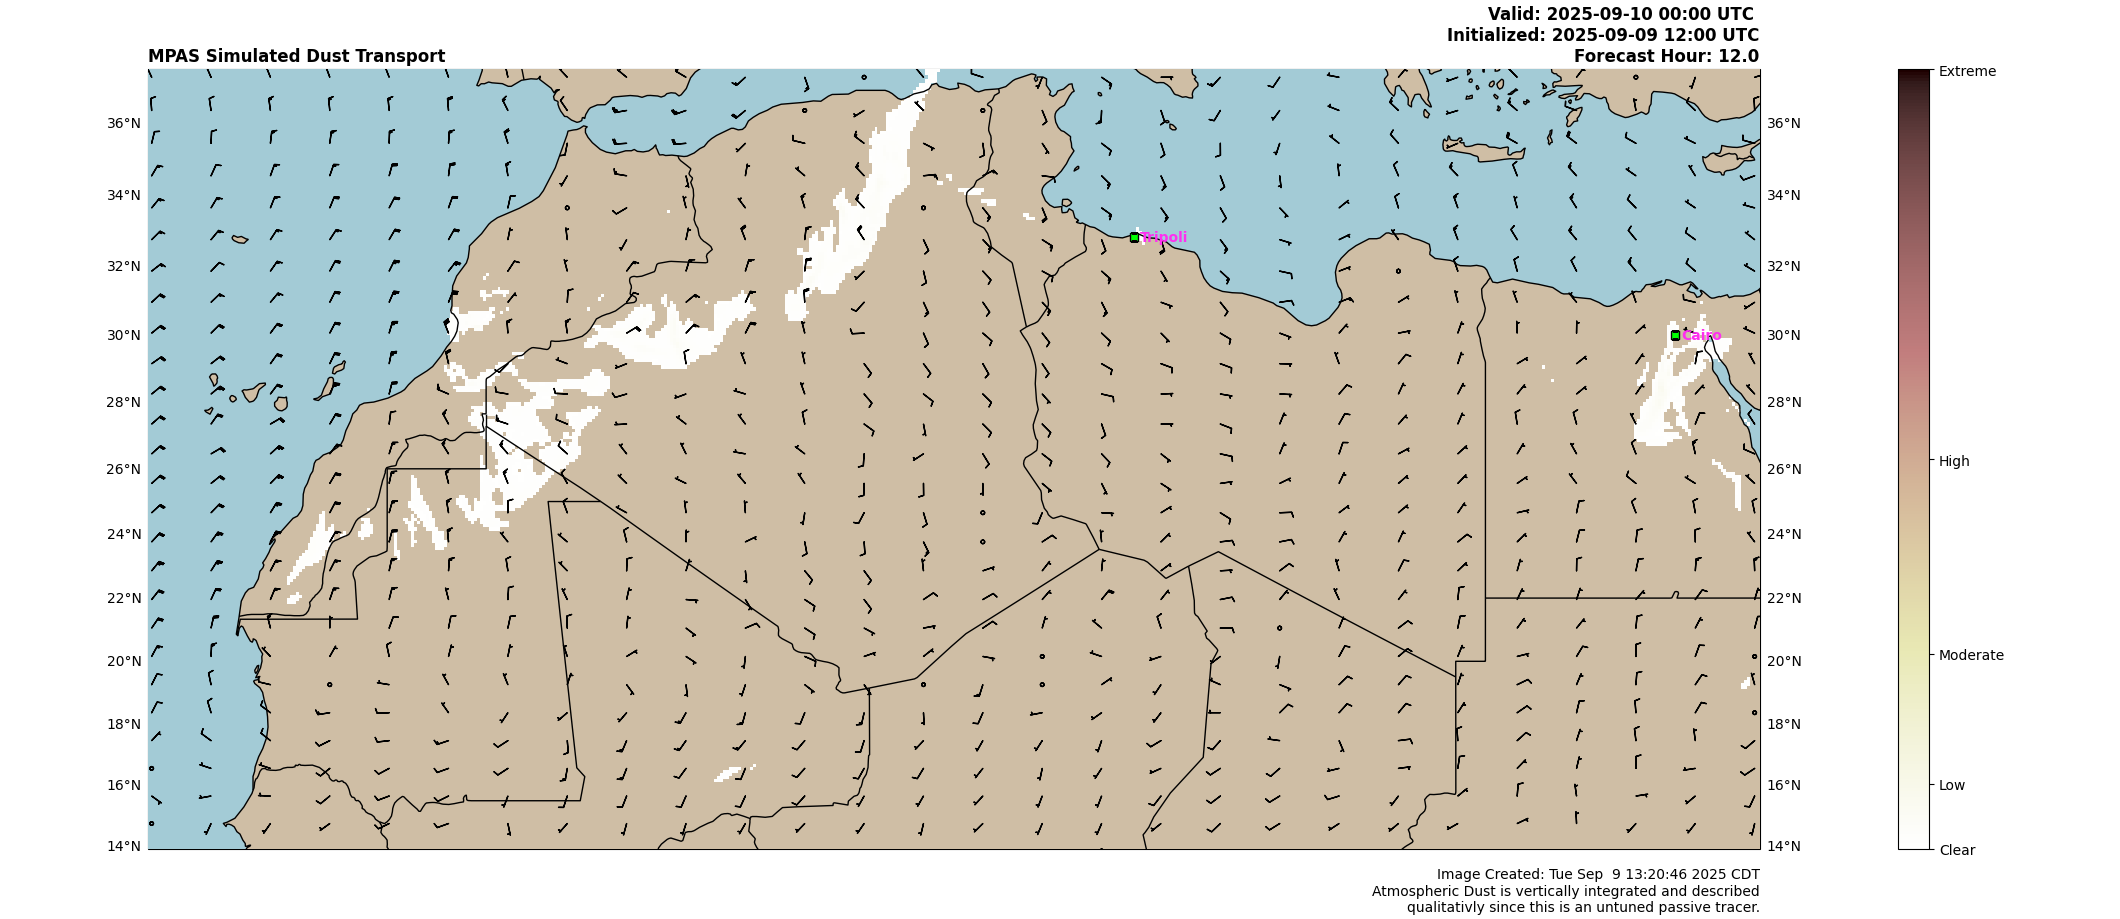 Valid: 2025-09-10 00:00 UTC
Initialized: 2025-09-09 12:00 UTC
MPAS Simulated Dust Transport
Forecast Hour: 12.0
36°N
34°N
32°N
30°N
28°N
26°N
24°N
22°N
20°N
18°N
16°N
14°N
Tripoli
Cairo
36°N
34°N
32°N
30°N
28°N
26°N
24°N
22°N
20°N
18°N
16°N
14°N
Extreme
High
Moderate
Low
Clear
Image Created: Tue Sep  9 13:20:46 2025 CDT
Atmospheric Dust is vertically integrated and described
qualitativly since this is an untuned passive tracer.